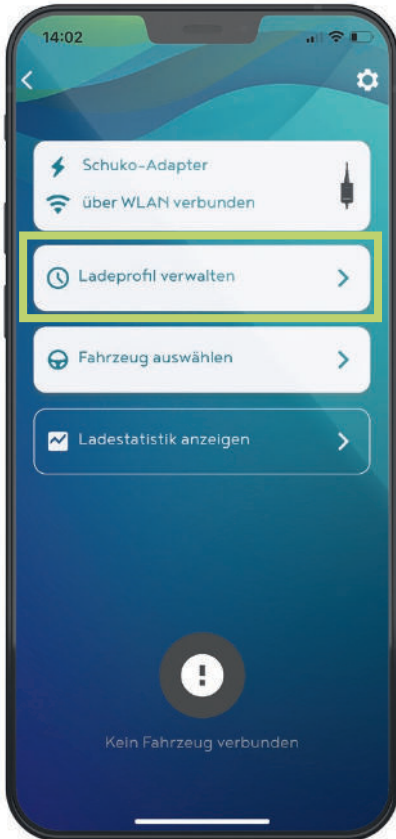 14:02
Schuko-Adapter
über WLAN verbunden
Ladeprofil verwalten
Fahrzeug auswählen
Ladestatistik anzeigen
Kein Fahrzeug verbunden